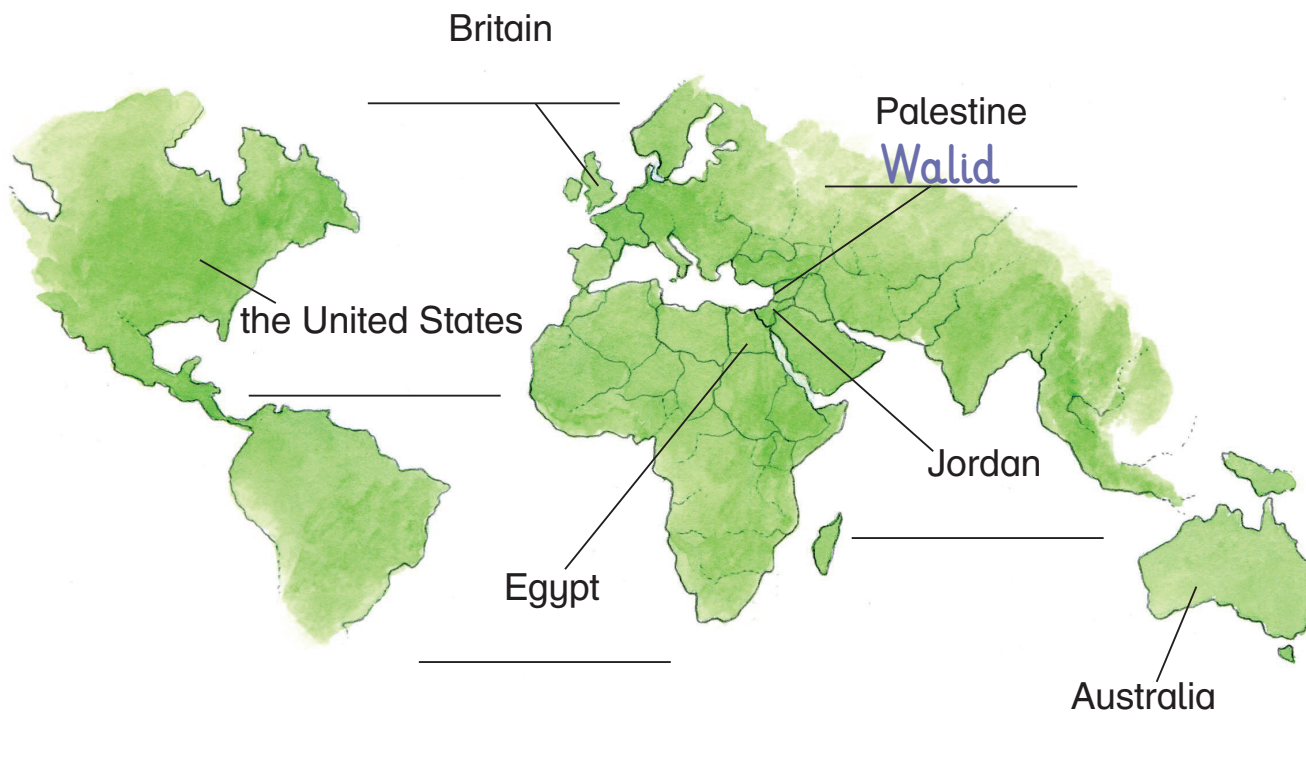 Britain
Palestine
Walid
the United States
Jordan
Egypt
Australia